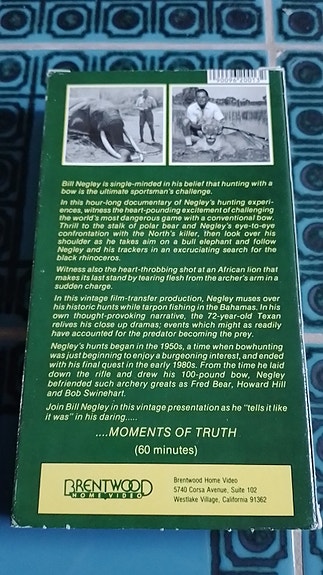 Bill Negley is single-minded in his belief that hunting with a
bow is the ultimate sportsman's challenge.
In this hour-long documentary of Negley's hunting experi-
ences, witness the heart-pounding excitement of challenging
the world's most dangerous game with a conventional bow.
Thrill to the stalk of polar bear and Negley's eye-to-eye
confrontation with the North's killer, then look over his
shoulder as he takes aim on a bull elephant and follow
Negley and his trackers in an excruciating search for the
black rhinoceros.
Witness also the heart-throbbing shot at an African lion that
makes its last stand by tearing flesh from the archer's arm in a
sudden charge.
In this vintage film-transfer production, Negley muses over
his historic hunts while tarpon fishing in the Bahamas. In his
own thought-provoking narrative, the 72-year-old Texan
relives his close up dramas; events which might as readily
have accounted for the predator becoming the prey.
Negley's hunts began in the 1950s, a time when bowhunting
was just beginning to enjoy a burgeoning interest, and ended
with his final quest in the early 1980s. From the time he laid
down the rifle and drew his 100-pound bow, Negley
befriended such archery greats as Fred Bear, Howard Hill
and Bob Swinehart.
Join Bill Negley in this vintage presentation as he "tells it like
it was" in his daring.....
....MOMENTS OF TRUTH
(60 minutes)
BRENTWOOD
HOME VIDEO
Brentwood Home Video
5740 Corsa Avenue, Suite 102
Westlake Village, California 91362